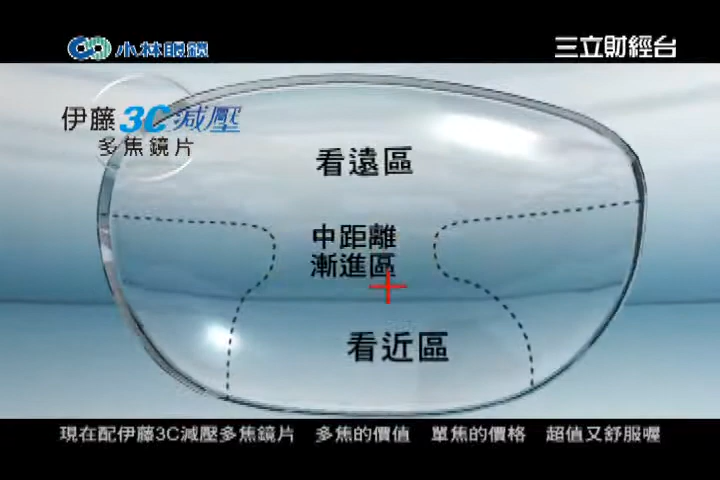 小林眼鏡
三立財經台
伊藤3C減壓
多焦鏡片
看遠區
中距離
漸進區
看近區
現在配伊藤3C減壓多焦鏡片 多焦的價值 單焦的價格 超值又舒服喔